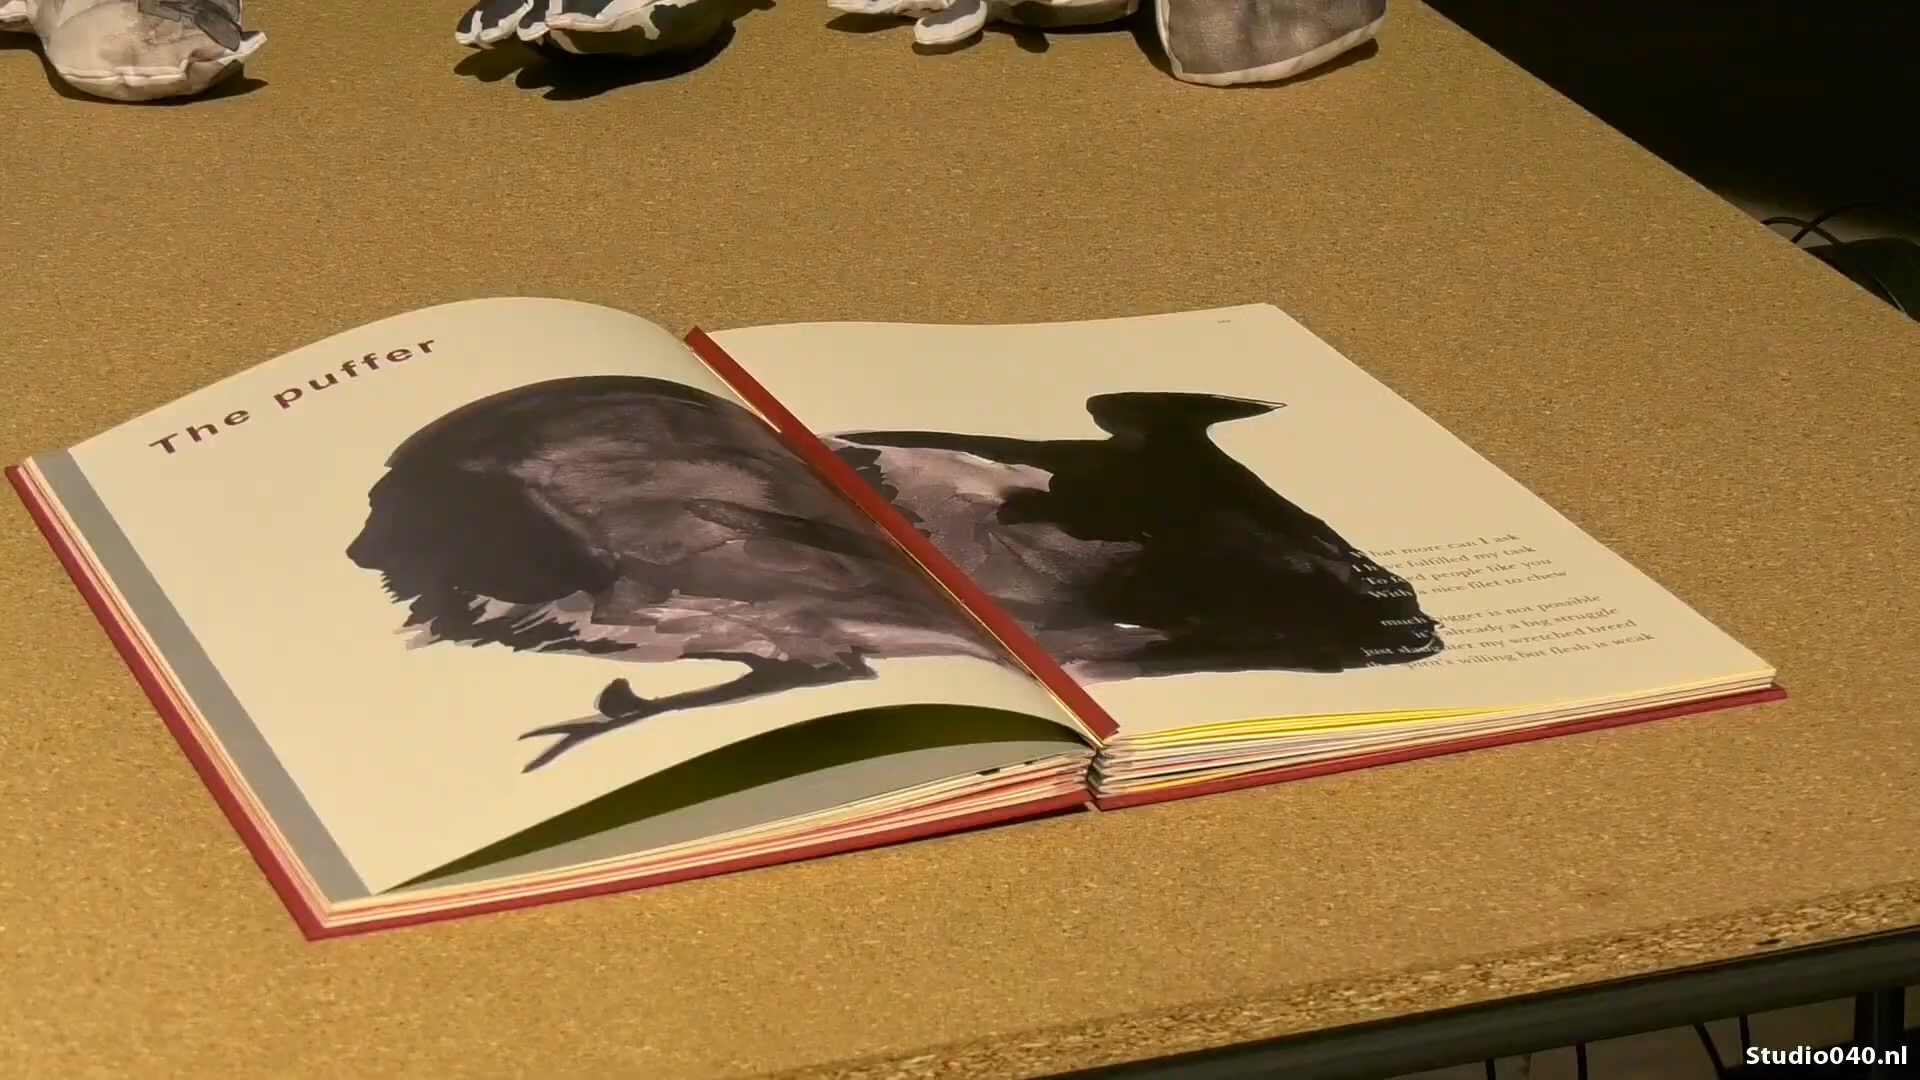 The puffer
What more can I ask
I have fulfilled my task
To feed people like you
With a nice filet to chew
much bigger is not possible
it's already a big struggle
just slaughter my wretched breed
spirit's willing but flesh is weak
Studio040.nl